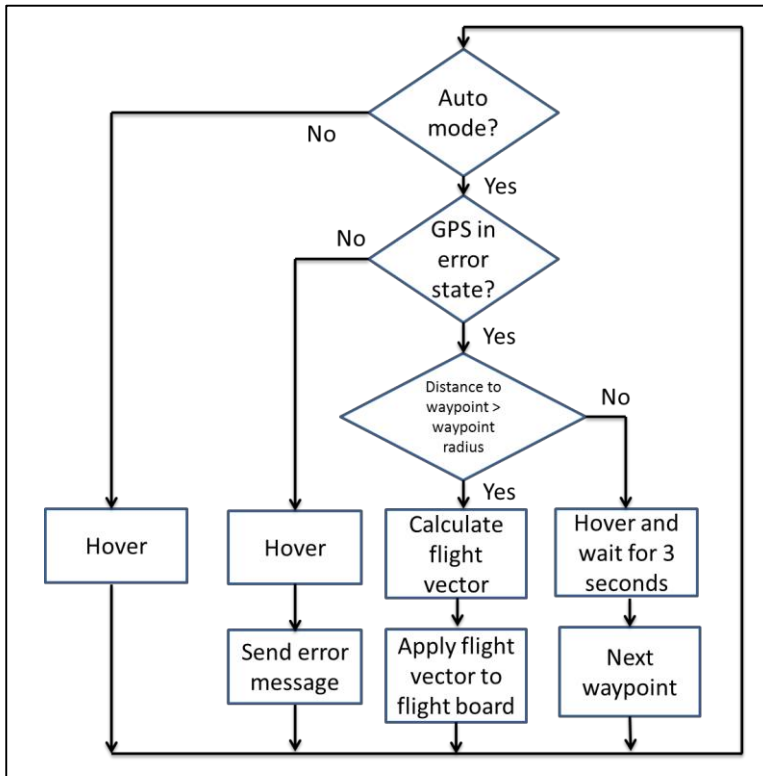 Auto
mode?
No
Yes
GPS in
error
state?
No
Yes
Distance to
waypoint >
waypoint
radius
No
Yes
Hover
Hover
Calculate
flight
vector
Hover and
wait for 3
seconds
Send error
message
Apply flight
vector to
flight board
Next
waypoint